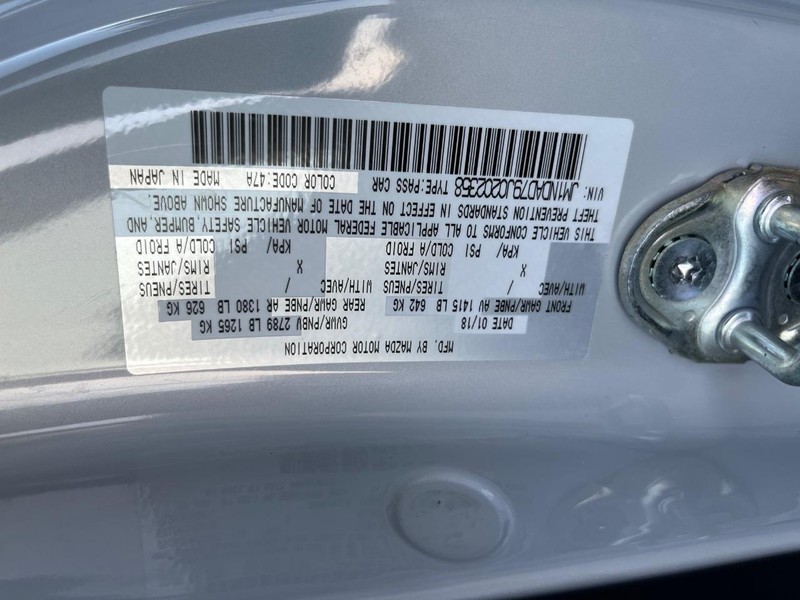 MFD. BY MAZDA MOTOR CORPORATION
DATE 01/18 GVWR/PNBV 2789 LB 1265 KG
FRONT GAWR/PNBE AV 1415 LB 642 KG REAR GAWR/PNBE AR 1380 LB 626 KG
WITH/AVEC / TIRES/PNEUS WITH/AVEC / TIRES/PNEUS
X RIMS/JANTES X RIMS/JANTES
KPA/ PSI COLD/A FROID KPA/ PSI COLD/A FROID
THIS VEHICLE CONFORMS TO ALL APPLICABLE FEDERAL MOTOR VEHICLE SAFETY, BUMPER, AND
THEFT PREVENTION STANDARDS IN EFFECT ON THE DATE OF MANUFACTURE SHOWN ABOVE.
VIN: JM1NDAD79J0202358 TYPE:PASS CAR COLOR CODE:47A MADE IN JAPAN